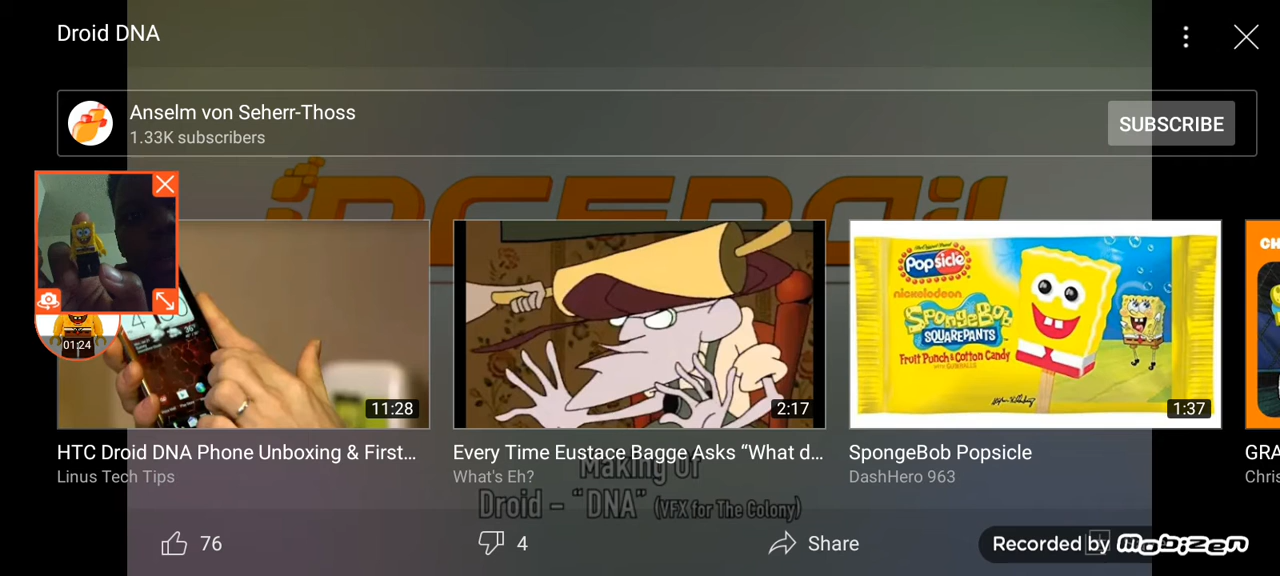 Droid DNA
Anselm von Seherr-Thoss
1.33K subscribers
SUBSCRIBE
01:24
11:28
2:17
Popsicle
nickelodeon
SpongeBob
SQUAREPANTS
Fruit Punch & Cotton Candy
1:37
CH
HTC Droid DNA Phone Unboxing & First...
Every Time Eustace Bagge Asks “What d...
SpongeBob Popsicle
GRA
Linus Tech Tips
What's Eh?
DashHero 963
Chris
Making Of
Droid - "DNA" (VFX for The Colony)
76
4
Share
Recorded by Mobizen